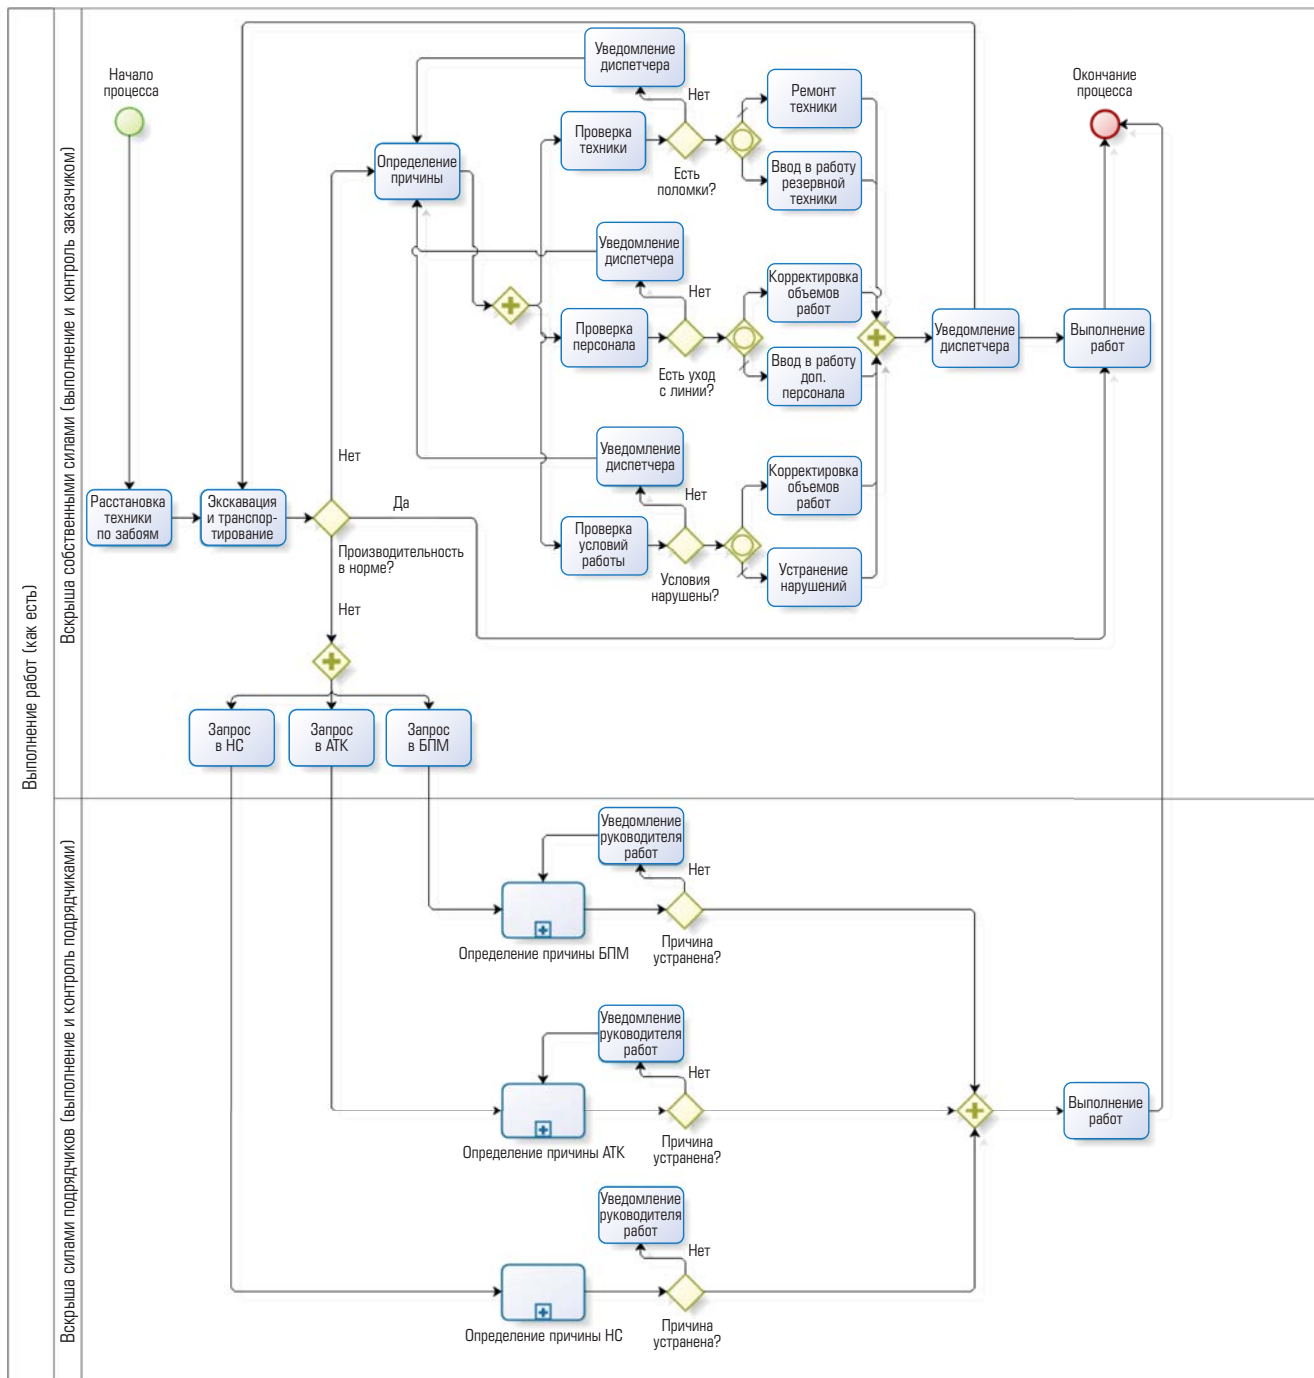 Выполнение работ (как есть)
Вскрыша собственными силами (выполнение и контроль заказчиком)
Начало
процесса
Уведомление
диспетчера
Нет
Ремонт
техники
Окончание
процесса
Определение
причины
Проверка
техники
Есть
поломки?
Ввод в работу
резервной
техники
Уведомление
диспетчера
Нет
Корректировка
объемов
работ
Проверка
персонала
Есть уход
с линии?
Ввод в работу
доп.
персонала
Уведомление
диспетчера
Выполнение
работ
Уведомление
диспетчера
Нет
Корректировка
объемов
работ
Нет
Да
Расстановка
техники
по забоям
Экскавация
и транспор-
тирование
Производительность
в норме?
Проверка
условий
работы
Условия
нарушены?
Устранение
нарушений
Нет
Запрос
в НС
Запрос
в АТК
Запрос
в БПМ
Вскрыша силами подрядчиков (выполнение и контроль подрядчиками)
Уведомление
руководителя
работ
Нет
Определение причины БПМ
Причина
устранена?
Уведомление
руководителя
работ
Нет
Определение причины АТК
Причина
устранена?
Выполнение
работ
Уведомление
руководителя
работ
Нет
Определение причины НС
Причина
устранена?